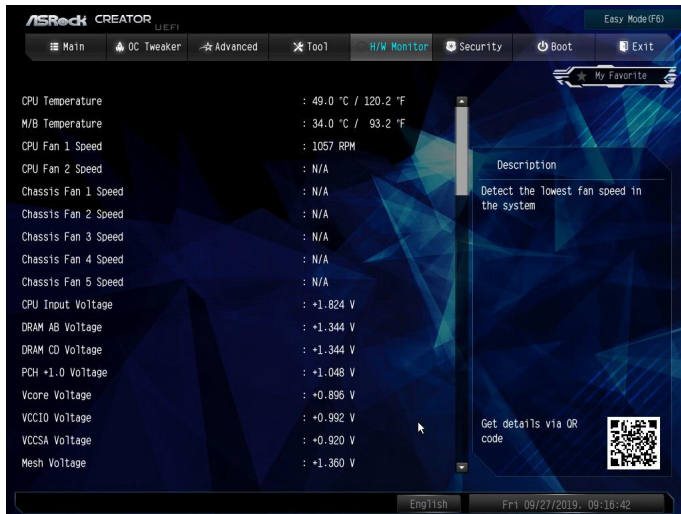 ASRock CREATOR
UEFI
Easy Mode(F6)
Main OC Tweaker Advanced Tool H/W Monitor Security Boot Exit
My Favorite
CPU Temperature : 49.0 °C / 120.2 °F
M/B Temperature : 34.0 °C / 93.2 °F
CPU Fan 1 Speed : 1057 RPM
CPU Fan 2 Speed : N/A
Chassis Fan 1 Speed : N/A
Chassis Fan 2 Speed : N/A
Chassis Fan 3 Speed : N/A
Chassis Fan 4 Speed : N/A
Chassis Fan 5 Speed : N/A
CPU Input Voltage : +1.824 V
DRAM AB Voltage : +1.344 V
DRAM CD Voltage : +1.344 V
PCH +1.0 Voltage : +1.048 V
Vcore Voltage : +0.896 V
VCCIO Voltage : +0.992 V
VCCSA Voltage : +0.920 V
Mesh Voltage : +1.360 V
Description
Detect the lowest fan speed in
the system
Get details via QR
code
English
Fri 09/27/2019, 09:16:42